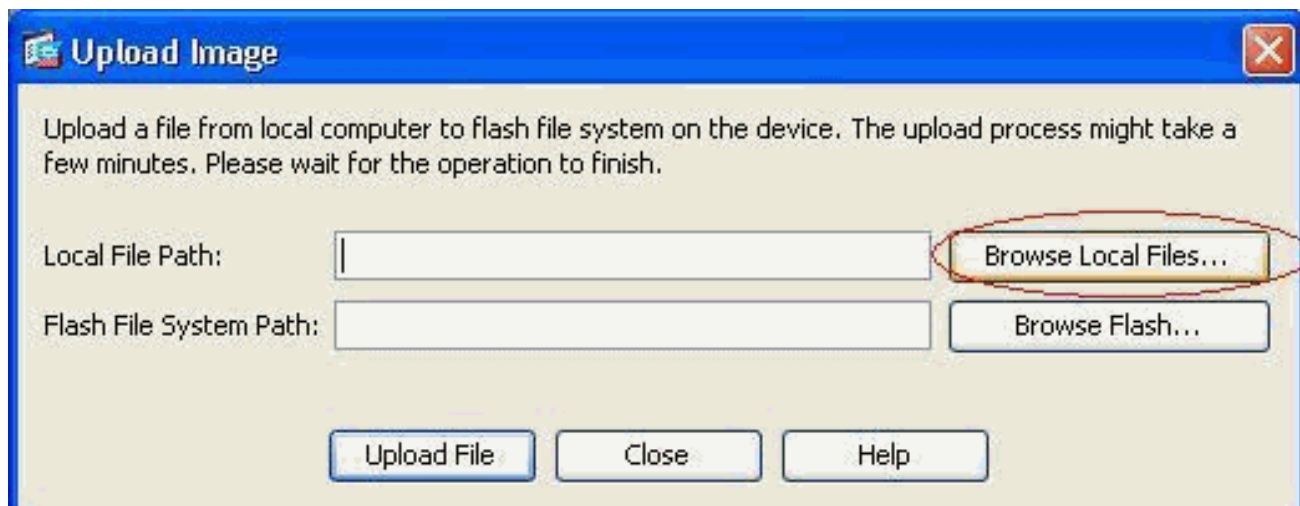 Upload Image
Upload a file from local computer to flash file system on the device. The upload process might take a
few minutes. Please wait for the operation to finish.
Local File Path: Browse Local Files...
Flash File System Path: Browse Flash...
Upload File Close Help